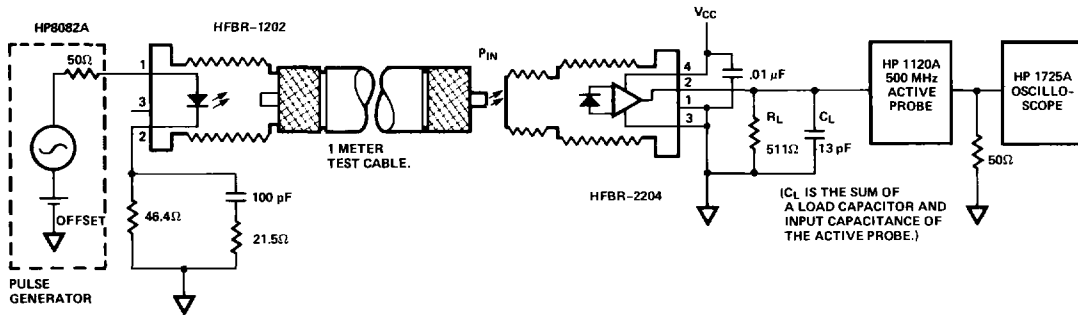 HP8082A
50Ω
OFFSET
PULSE
GENERATOR
HFBR–1202
1
3
2
46.4Ω
100 pF
21.5Ω
1 METER
TEST CABLE.
PIN
HFBR–2204
VCC
.01 µF
4
2
1
3
RL
511Ω
CL
13 pF
(CL IS THE SUM OF
A LOAD CAPACITOR AND
INPUT CAPACITANCE OF
THE ACTIVE PROBE.)
HP 1120A
500 MHz
ACTIVE
PROBE
50Ω
HP 1725A
OSCILLO-
SCOPE